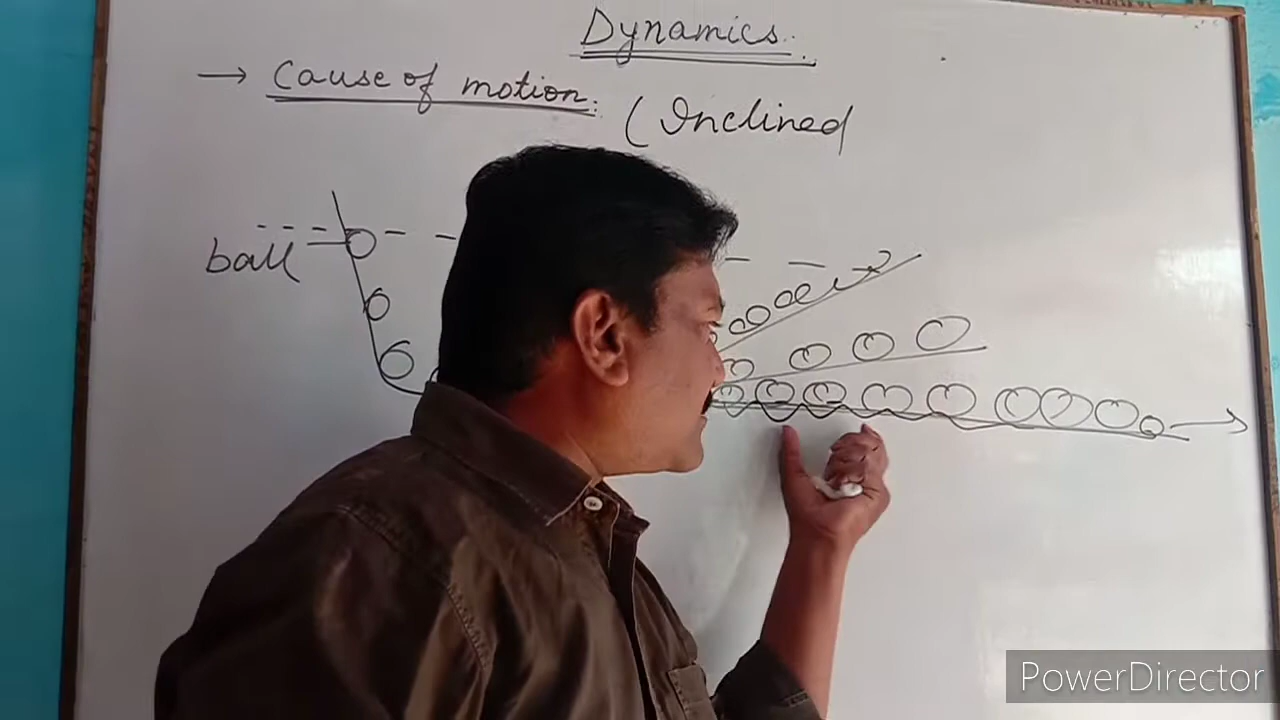 Dynamics
→ Cause of motion:
(Inclined
ball
PowerDirector